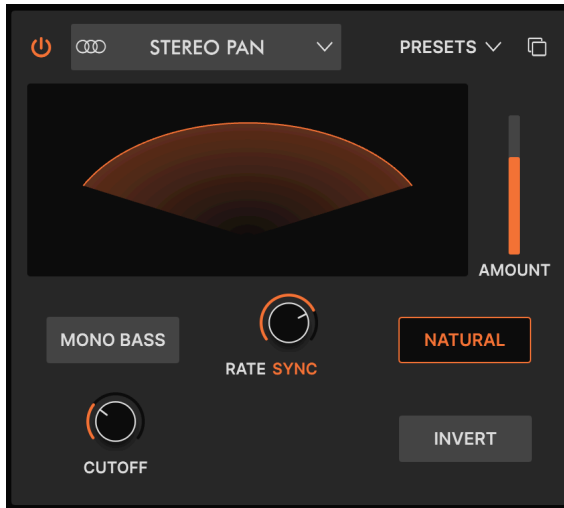 STEREO PAN
PRESETS
AMOUNT
MONO BASS
NATURAL
RATE SYNC
CUTOFF
INVERT